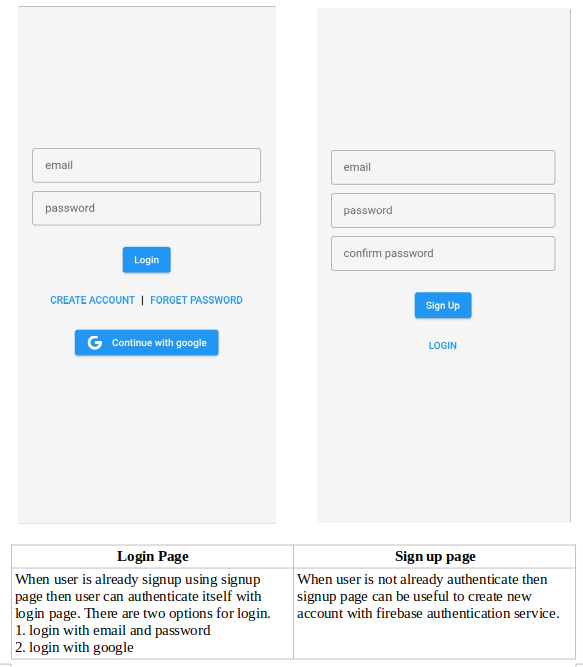 email
password
Login
CREATE ACCOUNT | FORGET PASSWORD
G Continue with google
email
password
confirm password
Sign Up
LOGIN
Login Page
When user is already signup using signup
page then user can authenticate itself with
login page. There are two options for login.
1. login with email and password
2. login with google
Sign up page
When user is not already authenticate then
signup page can be useful to create new
account with firebase authentication service.